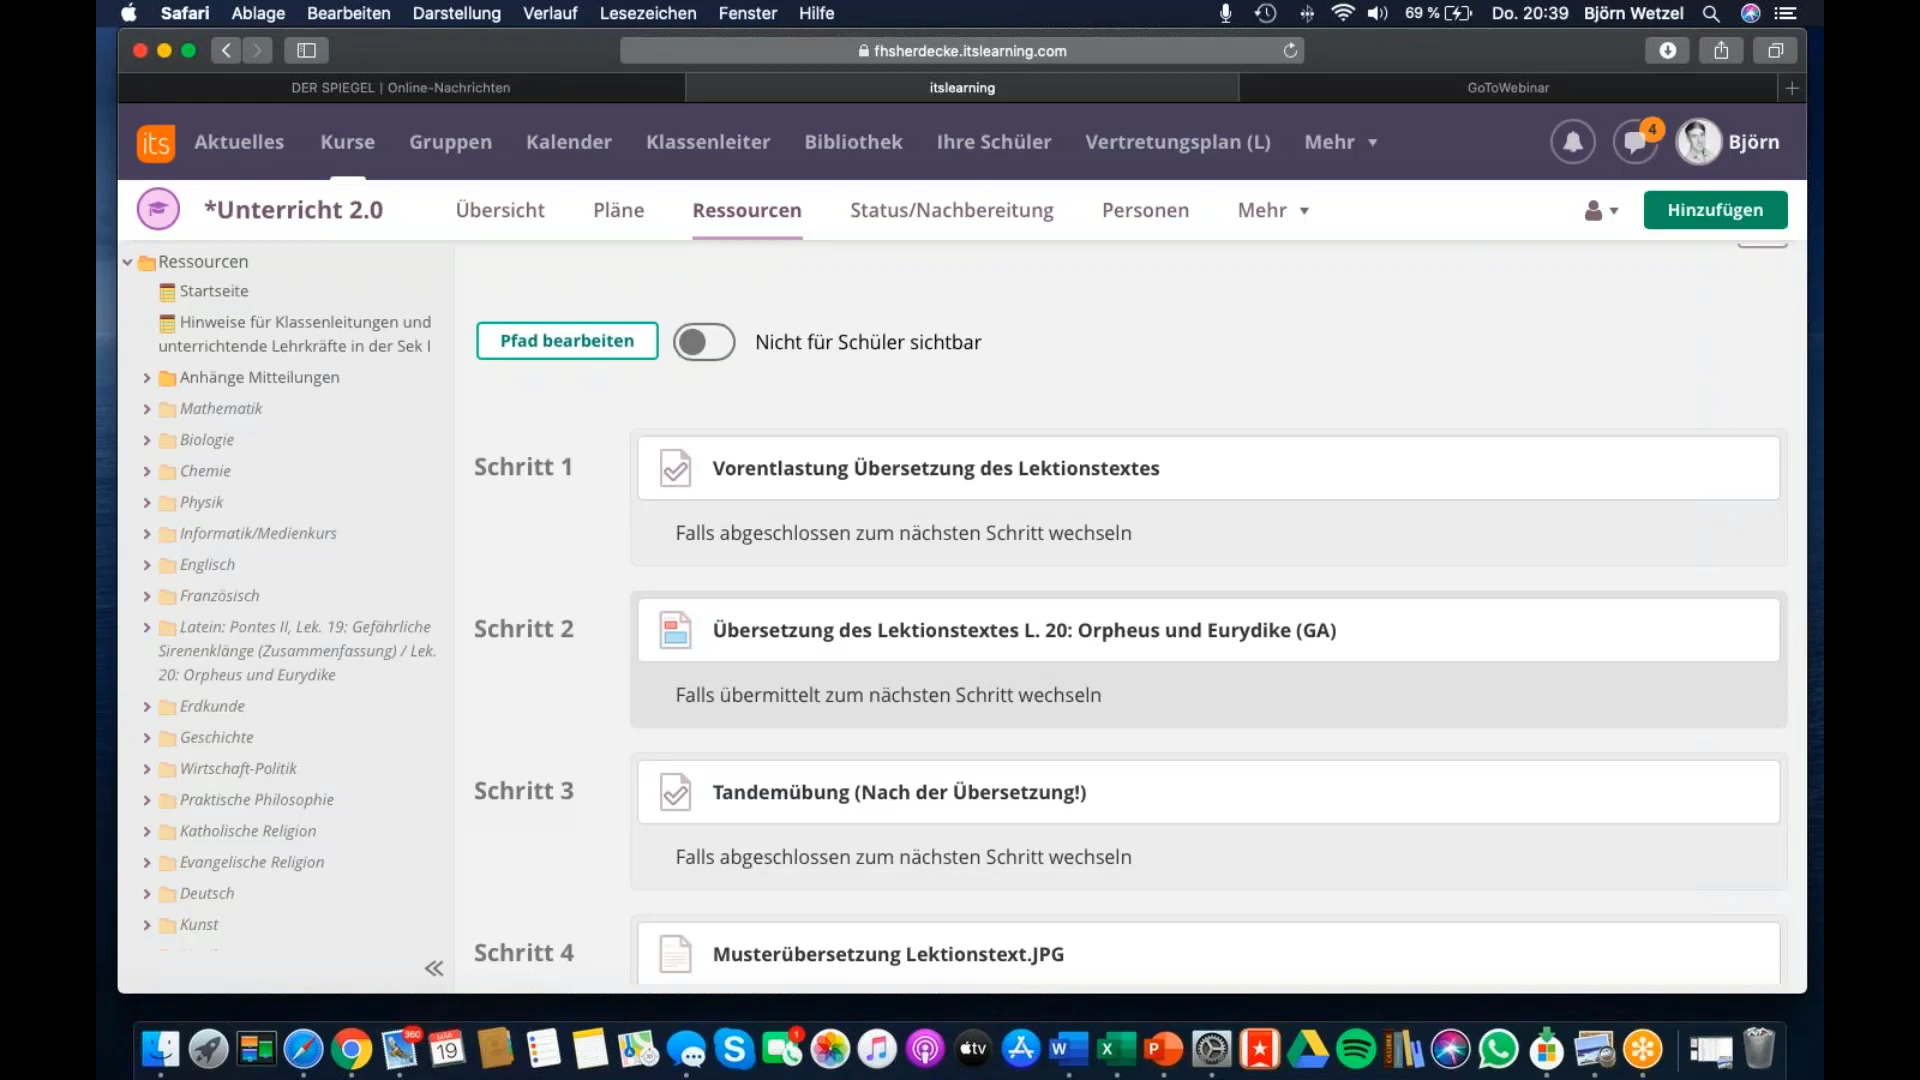 Safari Ablage Bearbeiten Darstellung Verlauf Lesezeichen Fenster Hilfe 69 % Do. 20:39 Björn Wetzel
fhsherdecke.itslearning.com
DER SPIEGEL | Online-Nachrichten itslearning GoToWebinar
its Aktuelles Kurse Gruppen Kalender Klassenleiter Bibliothek Ihre Schüler Vertretungsplan (L) Mehr 4 Björn
*Unterricht 2.0 Übersicht Pläne Ressourcen Status/Nachbereitung Personen Mehr Hinzufügen
Ressourcen
Startseite
Hinweise für Klassenleitungen und
unterrichtende Lehrkräfte in der Sek I
Anhänge Mitteilungen
Mathematik
Biologie
Chemie
Physik
Informatik/Medienkurs
Englisch
Französisch
Latein: Pontes II, Lek. 19: Gefährliche
Sirenenklänge (Zusammenfassung) / Lek.
20: Orpheus und Eurydike
Erdkunde
Geschichte
Wirtschaft-Politik
Praktische Philosophie
Katholische Religion
Evangelische Religion
Deutsch
Kunst
Pfad bearbeiten Nicht für Schüler sichtbar
Schritt 1 Vorentlastung Übersetzung des Lektionstextes
Falls abgeschlossen zum nächsten Schritt wechseln
Schritt 2 Übersetzung des Lektionstextes L. 20: Orpheus und Eurydike (GA)
Falls übermittelt zum nächsten Schritt wechseln
Schritt 3 Tandemübung (Nach der Übersetzung!)
Falls abgeschlossen zum nächsten Schritt wechseln
Schritt 4 Musterübersetzung Lektionstext.JPG
360 19 1 tv W X P